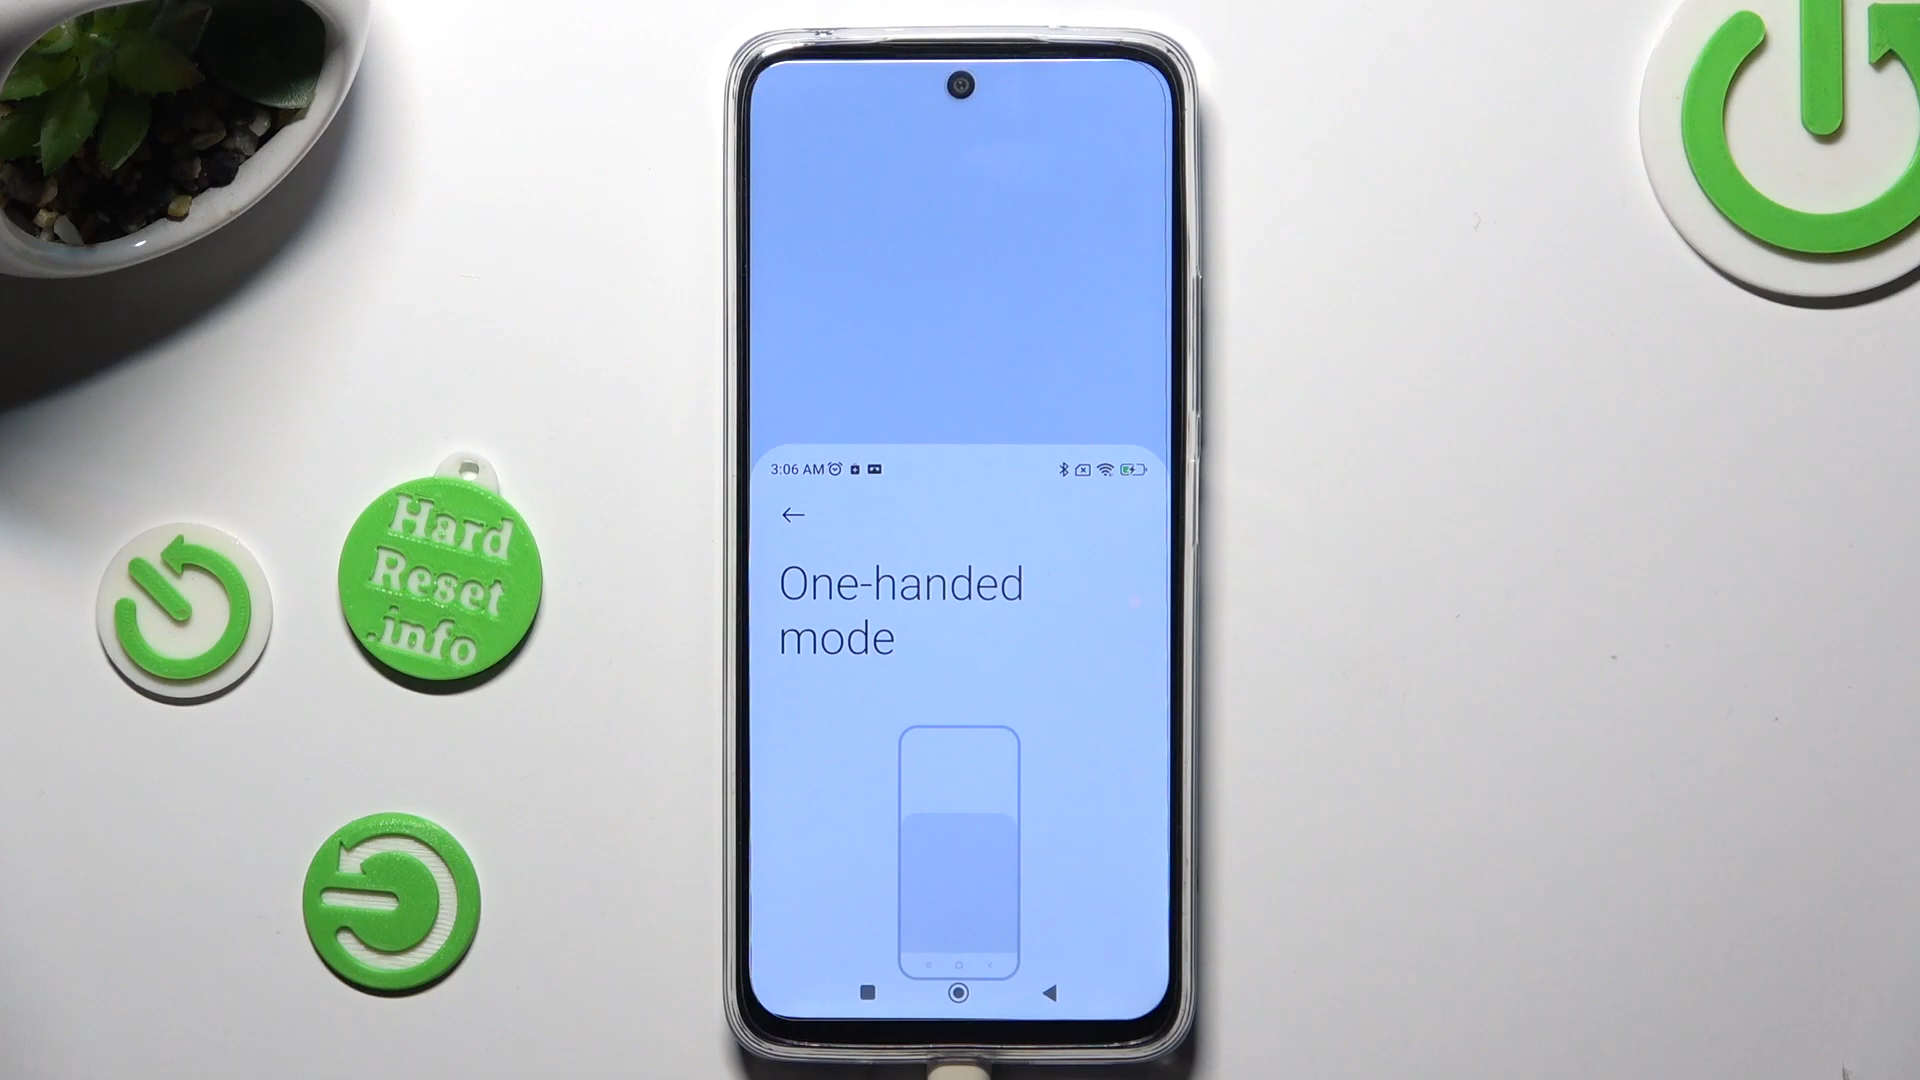 3:06 AM
One-handed
mode
Hard
Reset
.info